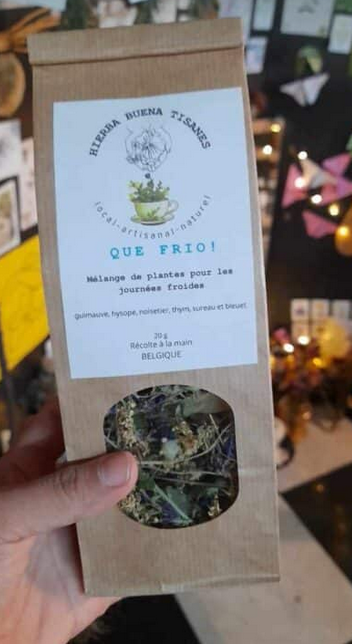 HIERBA BUENA TISANES
local-artisanal-naturel
QUE FRIO!
Mélange de plantes pour les
journées froides
guimauve, hysope, noisetier, thym, sureau et bleuet
20 g
Récolte à la main
BELGIQUE